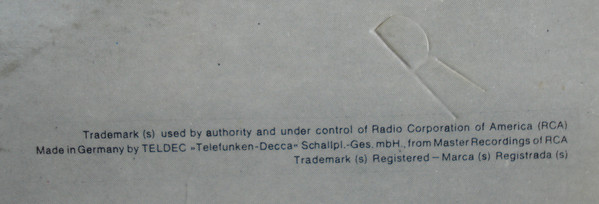 R
Trademark (s) used by authority and under control of Radio Corporation of America (RCA)
Made in Germany by TELDEC »Telefunken-Decca« Schallpl.-Ges. mbH., from Master Recordings of RCA
Trademark (s) Registered – Marca (s) Registrada (s)